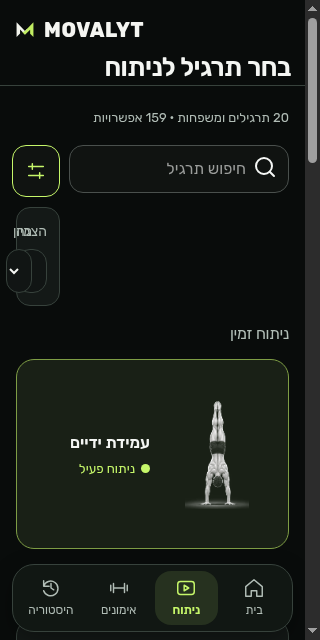 MOVALYT
בחר תרגיל לניתוח
20 תרגילים ומשפחות • 159 אפשרויות
חיפוש תרגיל
ניתוח זמין
עמידת ידיים
ניתוח פעיל
בית
ניתוח
אימונים
היסטוריה